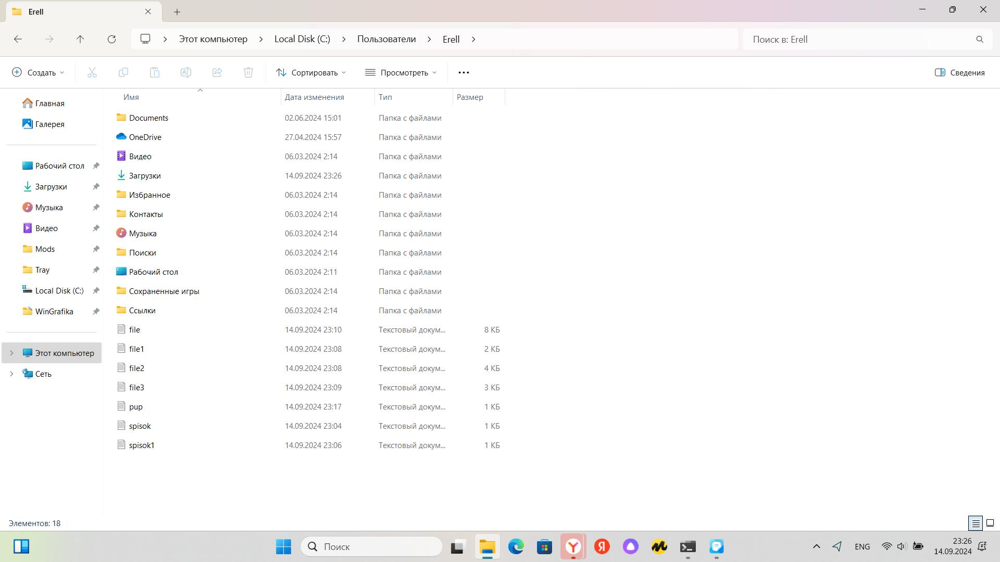 Erell
Этот компьютер
Local Disk (C:)
Пользователи
Erell
Поиск в: Erell
Создать
Сортировать
Просмотреть
Сведения
Имя
Дата изменения
Тип
Размер
Главная
Галерея
Рабочий стол
Загрузки
Музыка
Видео
Mods
Tray
Local Disk (C:)
WinGrafika
Этот компьютер
Сеть
Documents 02.06.2024 15:01 Папка с файлами
OneDrive 27.04.2024 15:57 Папка с файлами
Видео 06.03.2024 2:14 Папка с файлами
Загрузки 14.09.2024 23:26 Папка с файлами
Избранное 06.03.2024 2:14 Папка с файлами
Контакты 06.03.2024 2:14 Папка с файлами
Музыка 06.03.2024 2:14 Папка с файлами
Поиски 06.03.2024 2:14 Папка с файлами
Рабочий стол 06.03.2024 2:11 Папка с файлами
Сохраненные игры 06.03.2024 2:14 Папка с файлами
Ссылки 06.03.2024 2:14 Папка с файлами
file 14.09.2024 23:10 Текстовый докум... 8 КБ
file1 14.09.2024 23:08 Текстовый докум... 2 КБ
file2 14.09.2024 23:08 Текстовый докум... 4 КБ
file3 14.09.2024 23:09 Текстовый докум... 3 КБ
pup 14.09.2024 23:17 Текстовый докум... 1 КБ
spisok 14.09.2024 23:04 Текстовый докум... 1 КБ
spisok1 14.09.2024 23:06 Текстовый докум... 1 КБ
Элементов: 18
Поиск
ENG
23:26
14.09.2024